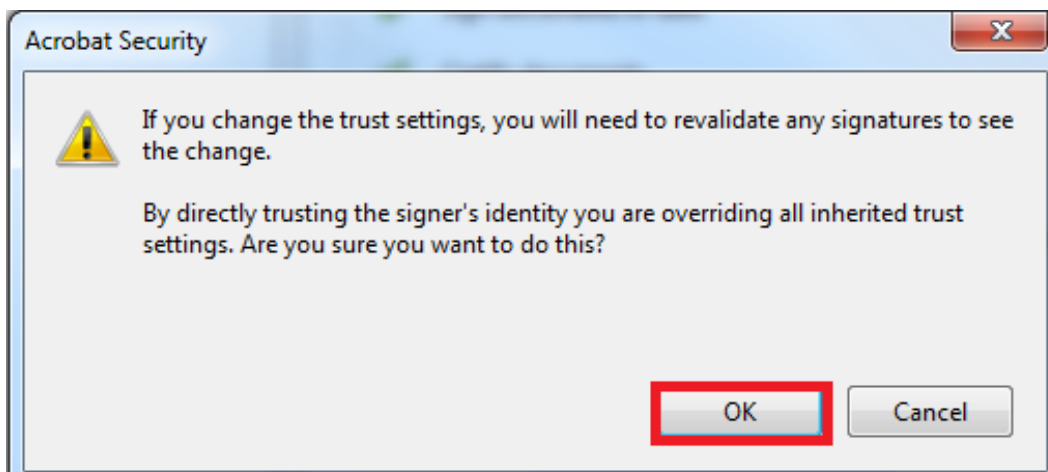 Acrobat Security
If you change the trust settings, you will need to revalidate any signatures to see
the change.
By directly trusting the signer's identity you are overriding all inherited trust
settings. Are you sure you want to do this?
OK
Cancel